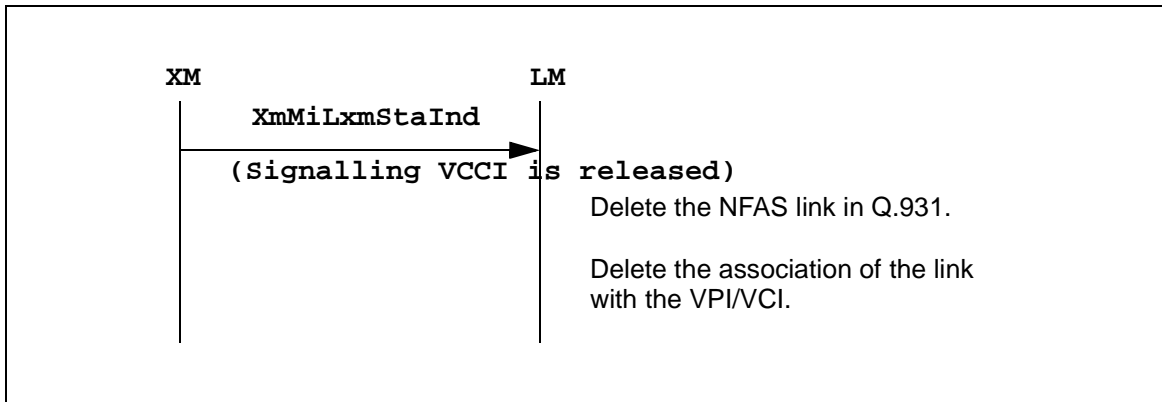 XM LM
XmMiLxmStaInd
(Signalling VCCI is released)
Delete the NFAS link in Q.931.
Delete the association of the link
with the VPI/VCI.